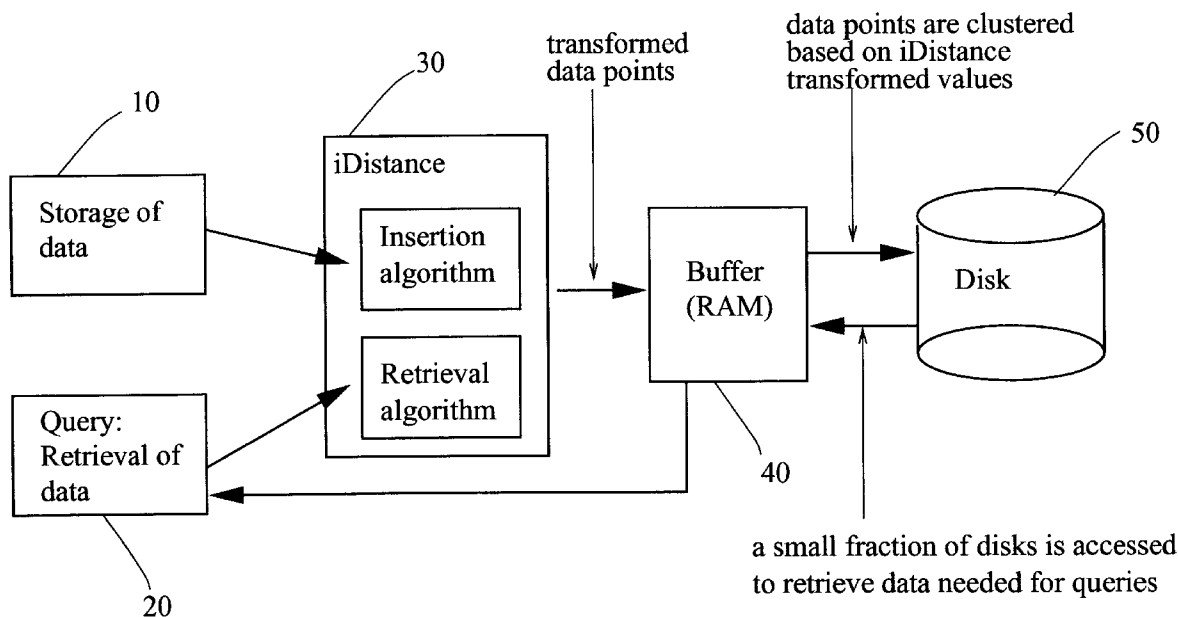 data points are clustered
based on iDistance
transformed values
transformed
data points
30
10
50
iDistance
Storage of
data
Insertion
algorithm
Buffer
(RAM)
Disk
Retrieval
algorithm
Query:
Retrieval of
data
40
20
a small fraction of disks is accessed
to retrieve data needed for queries